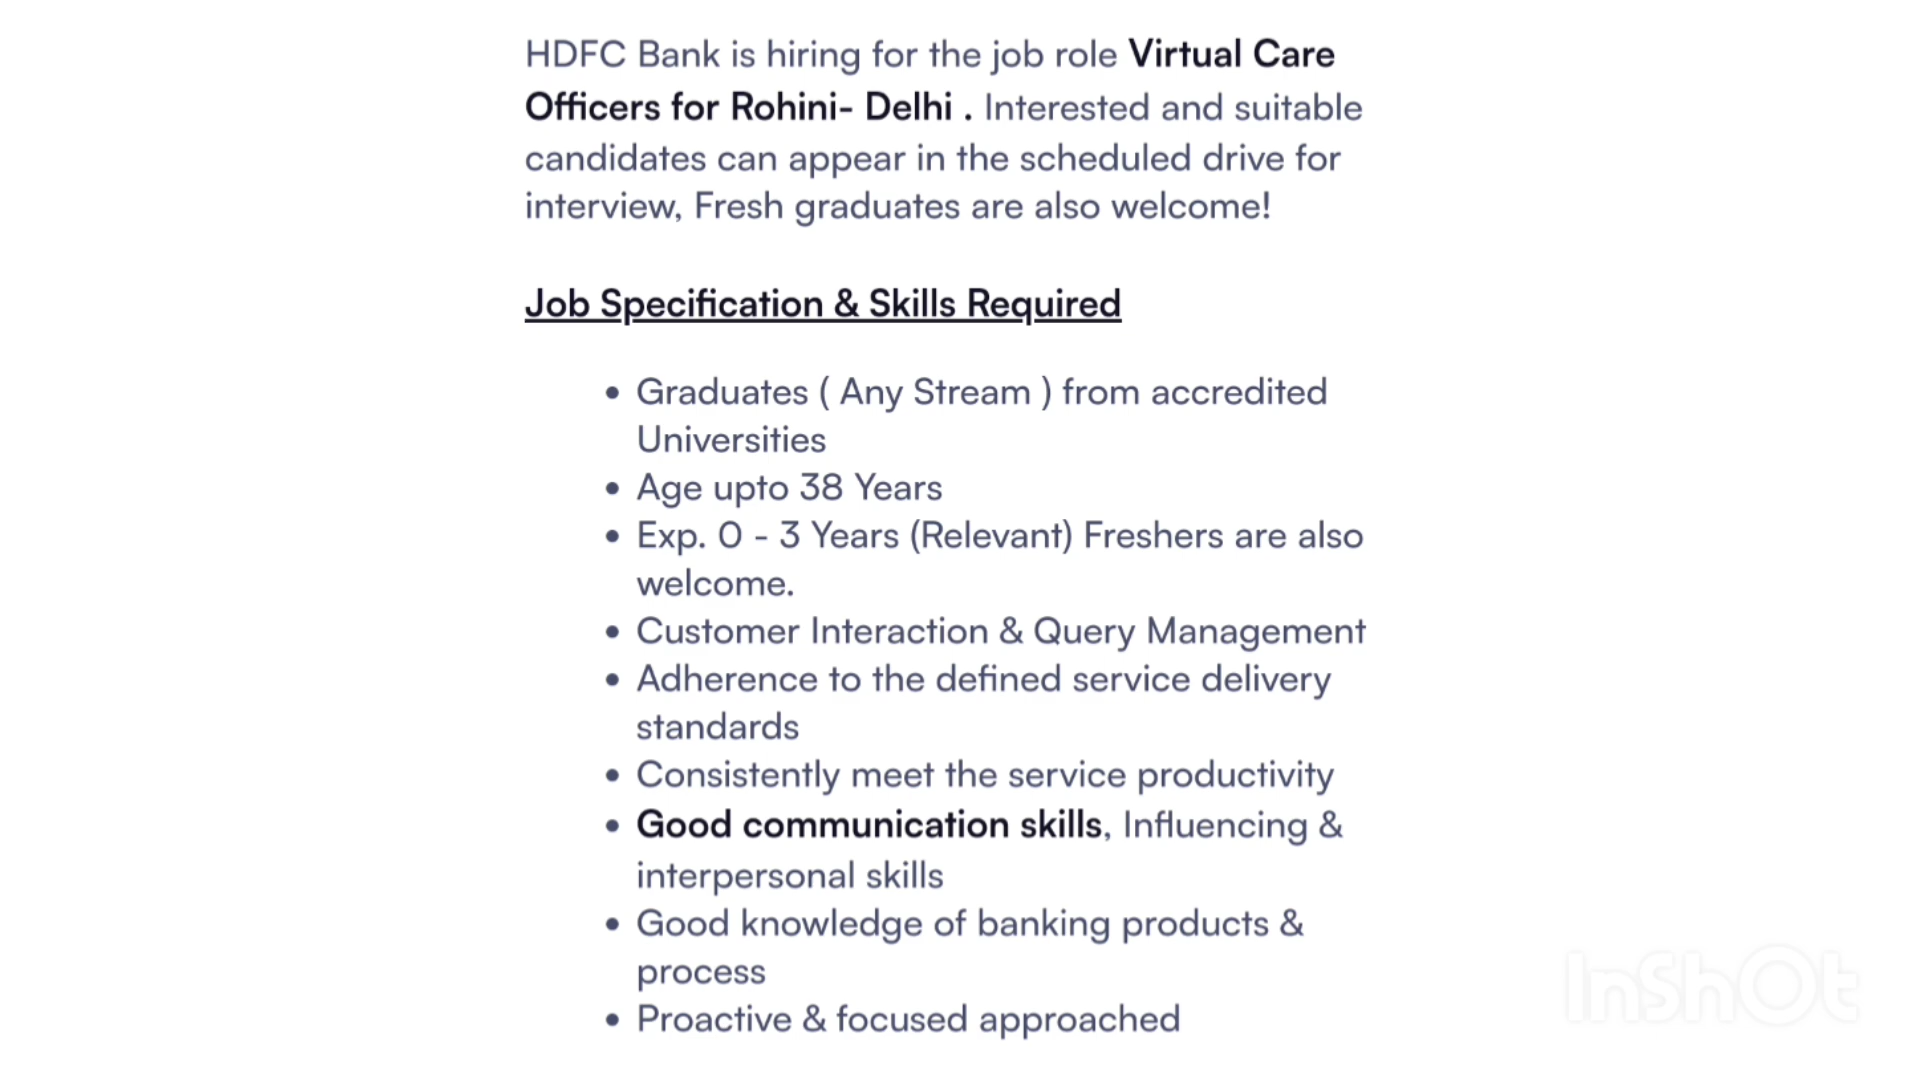 HDFC Bank is hiring for the job role Virtual Care
Officers for Rohini- Delhi . Interested and suitable
candidates can appear in the scheduled drive for
interview, Fresh graduates are also welcome!
Job Specification & Skills Required
• Graduates ( Any Stream ) from accredited
Universities
• Age upto 38 Years
• Exp. 0 - 3 Years (Relevant) Freshers are also
welcome.
• Customer Interaction & Query Management
• Adherence to the defined service delivery
standards
• Consistently meet the service productivity
• Good communication skills, Influencing &
interpersonal skills
• Good knowledge of banking products &
process
• Proactive & focused approached
InShOt